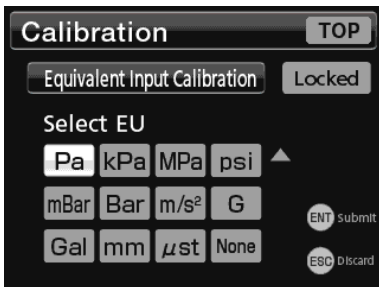 Calibration TOP
Equivalent Input Calibration Locked
Select EU
Pa kPa MPa psi
mBar Bar m/s² G
ENT Submit
Gal mm μst None
ESC Discard